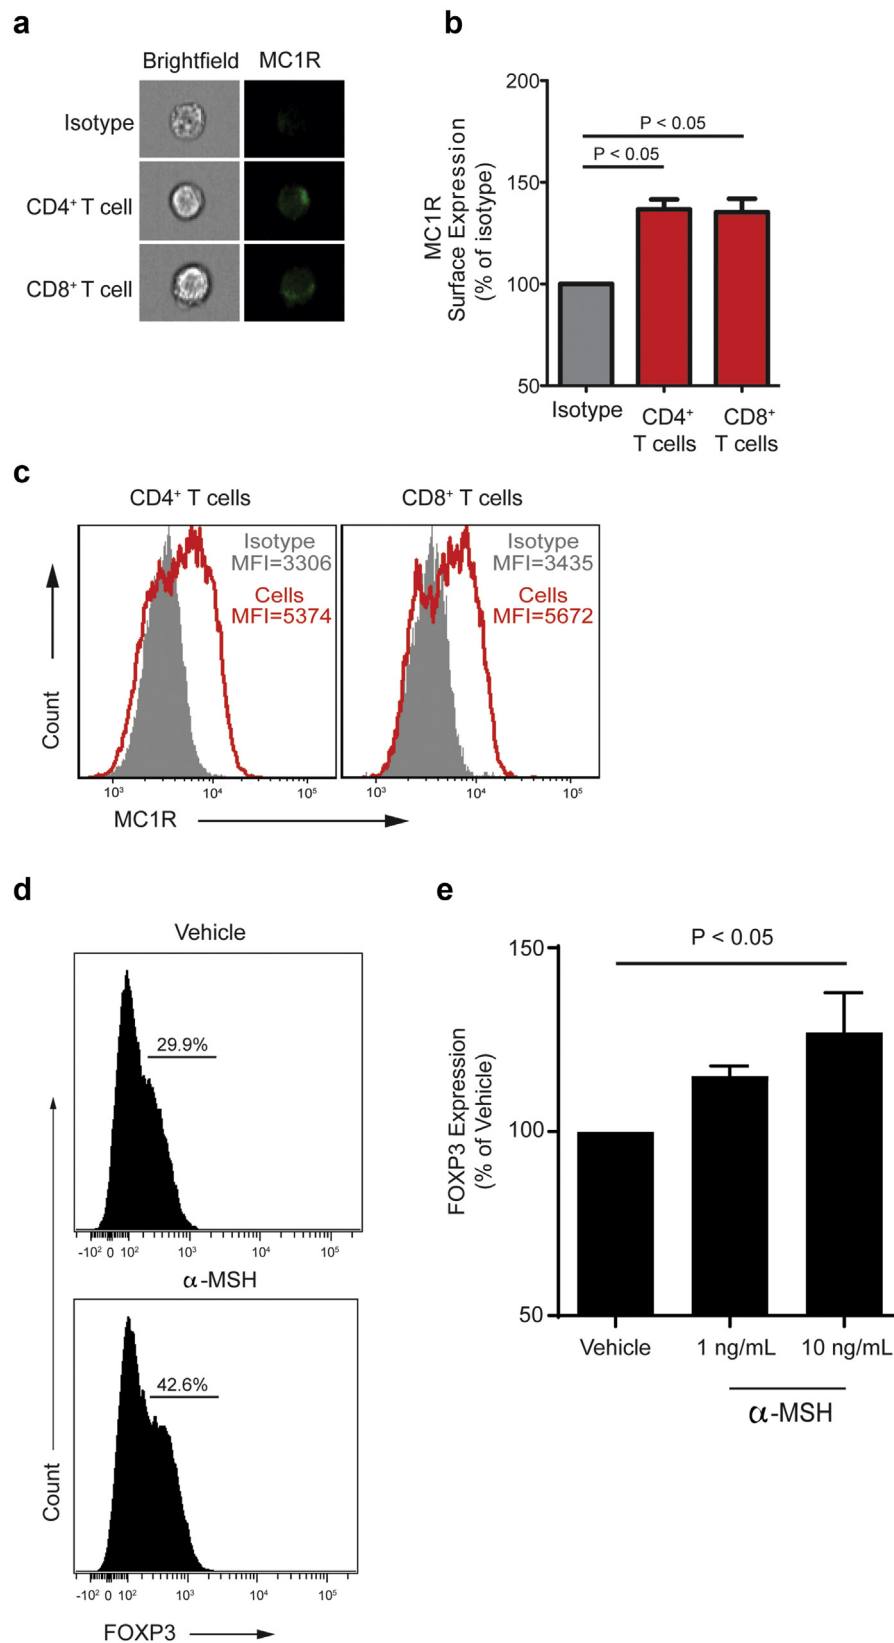 a
Brightfield MC1R
Isotype
CD4⁺ T cell
CD8⁺ T cell
b
MC1R
Surface Expression
(% of isotype)
200
150
100
50
P < 0.05
P < 0.05
Isotype
CD4⁺
T cells
CD8⁺
T cells
c
CD4⁺ T cells
Isotype
MFI=3306
Cells
MFI=5374
10³ 10⁴ 10⁵
CD8⁺ T cells
Isotype
MFI=3435
Cells
MFI=5672
10³ 10⁴ 10⁵
Count
MC1R
d
Vehicle
29.9%
-10² 0 10² 10³ 10⁴ 10⁵
α-MSH
42.6%
-10² 0 10² 10³ 10⁴ 10⁵
Count
FOXP3
e
FOXP3 Expression
(% of Vehicle)
150
100
50
P < 0.05
Vehicle 1 ng/mL 10 ng/mL
α-MSH